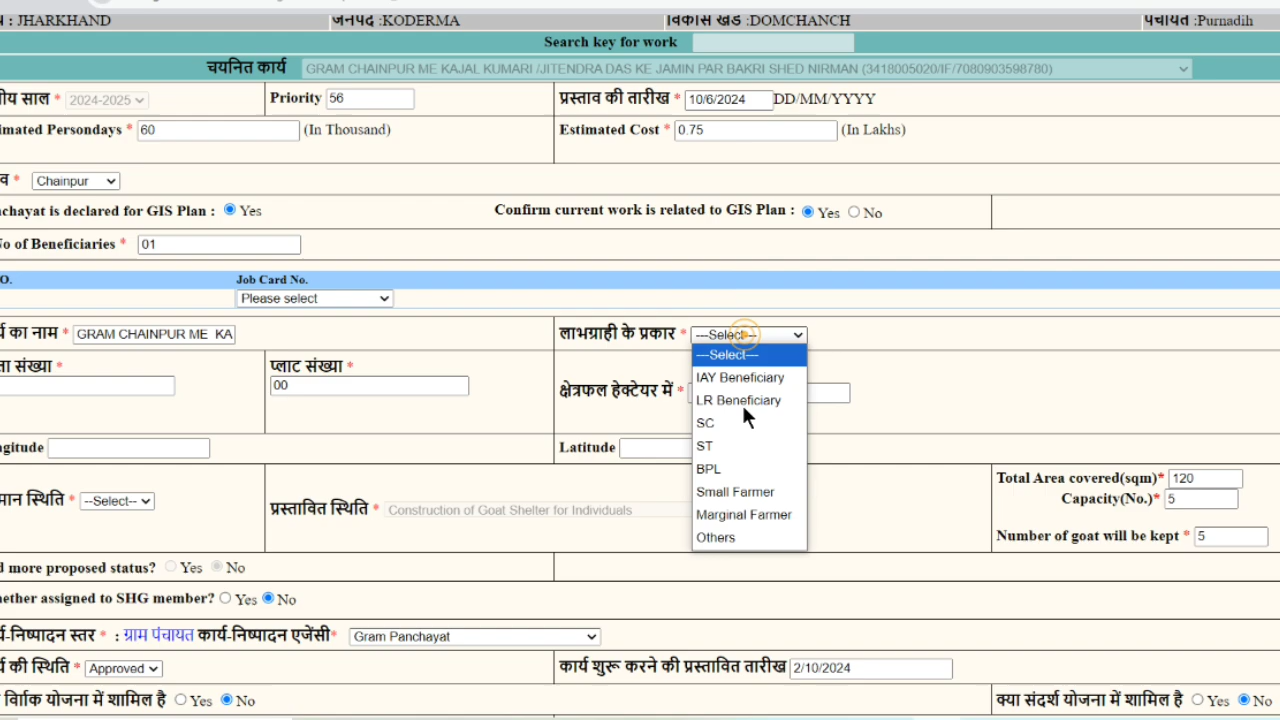 : JHARKHAND जनपद :KODERMA विकास खंड :DOMCHANCH पंचायत :Purnadih
Search key for work
चयनित कार्य GRAM CHAINPUR ME KAJAL KUMARI /JITENDRA DAS KE JAMIN PAR BAKRI SHED NIRMAN (3418005020/IF/7080903598780)
साल * 2024-2025 Priority 56 प्रस्ताव की तारीख * 10/6/2024 DD/MM/YYYY
imated Persondays * 60 (In Thousand) Estimated Cost * 0.75 (In Lakhs)
व * Chainpur
nchayat is declared for GIS Plan : Yes Confirm current work is related to GIS Plan : Yes No
No of Beneficiaries * 01
O. Job Card No.
Please select
र्य का नाम * GRAM CHAINPUR ME KA लाभग्राही के प्रकार * ---Select---
---Select---
IAY Beneficiary
LR Beneficiary
SC
ST
BPL
Small Farmer
Marginal Farmer
Others
ता संख्या * प्लाट संख्या * 00 क्षेत्रफल हेक्टेयर में *
ngitude Latitude
मान स्थिति * --Select-- प्रस्तावित स्थिति * Construction of Goat Shelter for Individuals
Total Area covered(sqm)* 120
Capacity(No.)* 5
Number of goat will be kept * 5
d more proposed status? Yes No
hether assigned to SHG member? Yes No
र्य-निष्पादन स्तर * : ग्राम पंचायत कार्य-निष्पादन एजेंसी* Gram Panchayat
र्य की स्थिति * Approved कार्य शुरू करने की प्रस्तावित तारीख 2/10/2024
योजना में शामिल है Yes No क्या संदर्श योजना में शामिल है Yes No